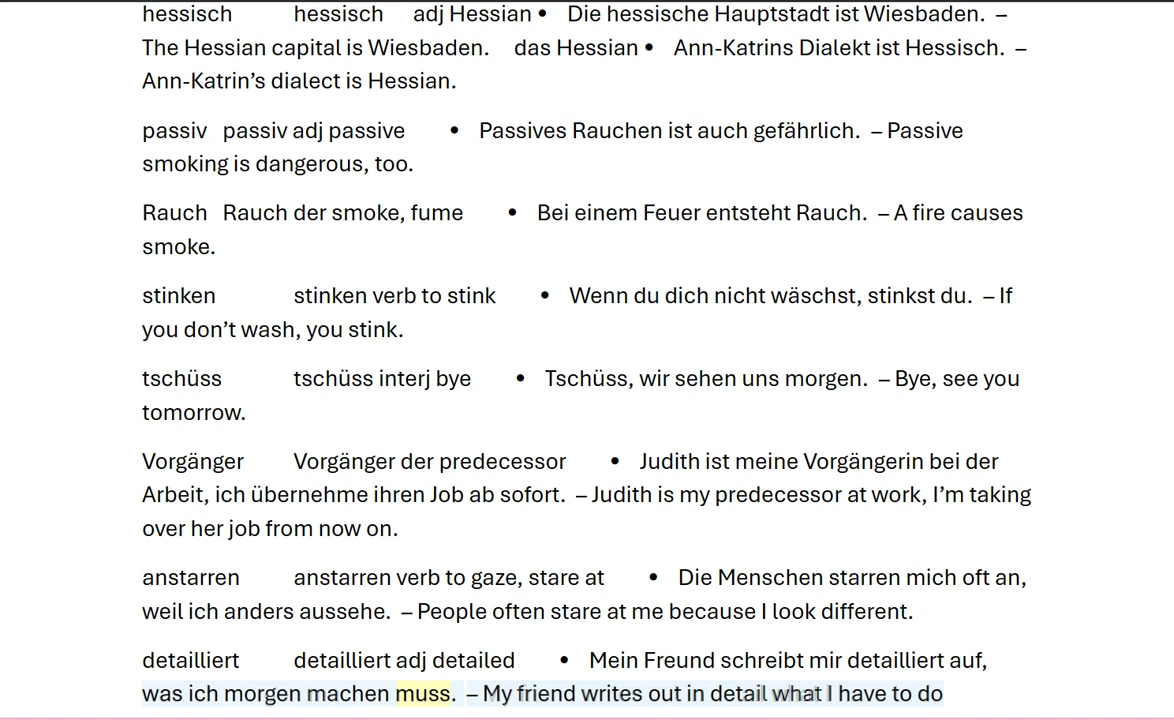 hessisch hessisch adj Hessian • Die hessische Hauptstadt ist Wiesbaden. –
The Hessian capital is Wiesbaden. das Hessian • Ann-Katrins Dialekt ist Hessisch. –
Ann-Katrin’s dialect is Hessian.
passiv passiv adj passive • Passives Rauchen ist auch gefährlich. – Passive
smoking is dangerous, too.
Rauch Rauch der smoke, fume • Bei einem Feuer entsteht Rauch. – A fire causes
smoke.
stinken stinken verb to stink • Wenn du dich nicht wäschst, stinkst du. – If
you don’t wash, you stink.
tschüss tschüss interj bye • Tschüss, wir sehen uns morgen. – Bye, see you
tomorrow.
Vorgänger Vorgänger der predecessor • Judith ist meine Vorgängerin bei der
Arbeit, ich übernehme ihren Job ab sofort. – Judith is my predecessor at work, I’m taking
over her job from now on.
anstarren anstarren verb to gaze, stare at • Die Menschen starren mich oft an,
weil ich anders aussehe. – People often stare at me because I look different.
detailliert detailliert adj detailed • Mein Freund schreibt mir detailliert auf,
was ich morgen machen muss. – My friend writes out in detail what I have to do